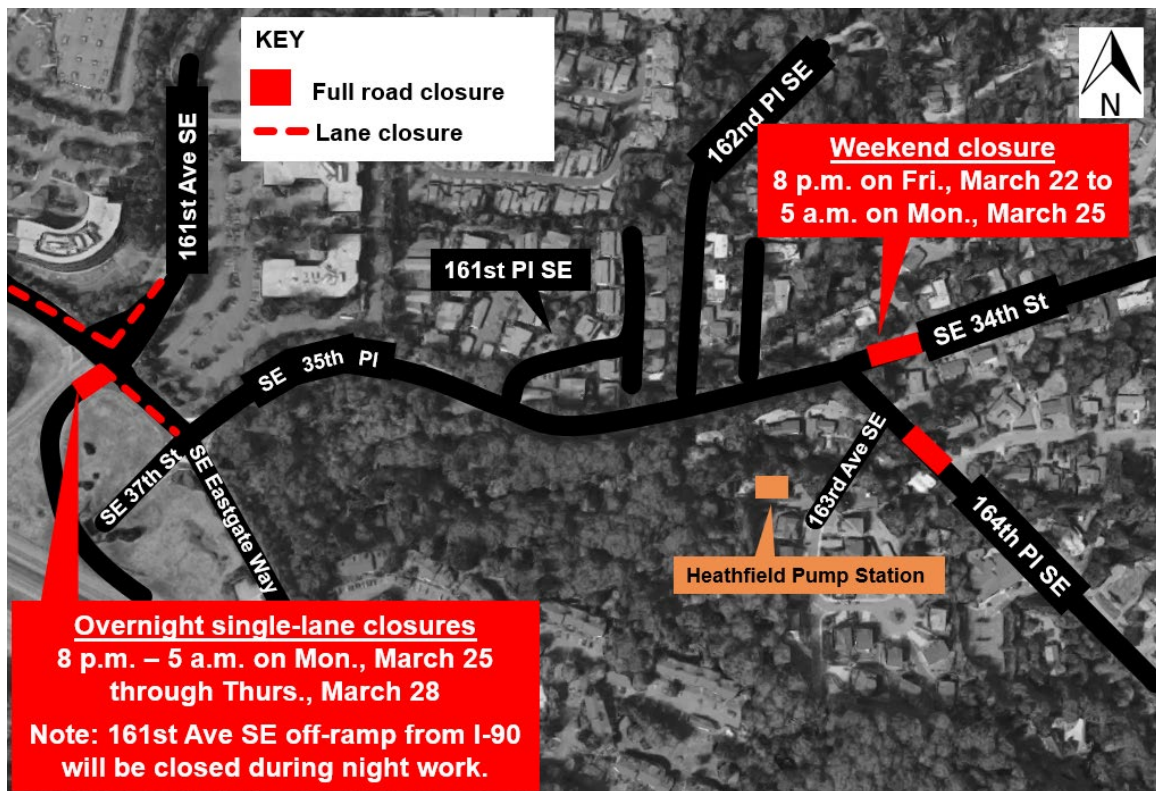 KEY
Full road closure
Lane closure
N
161st Ave SE
162nd Pl SE
Weekend closure
8 p.m. on Fri., March 22 to
5 a.m. on Mon., March 25
161st Pl SE
SE 34th St
SE 35th Pl
SE 37th St
SE Eastgate Way
163rd Ave SE
164th Pl SE
Heathfield Pump Station
Overnight single-lane closures
8 p.m. – 5 a.m. on Mon., March 25
through Thurs., March 28
Note: 161st Ave SE off-ramp from I-90
will be closed during night work.